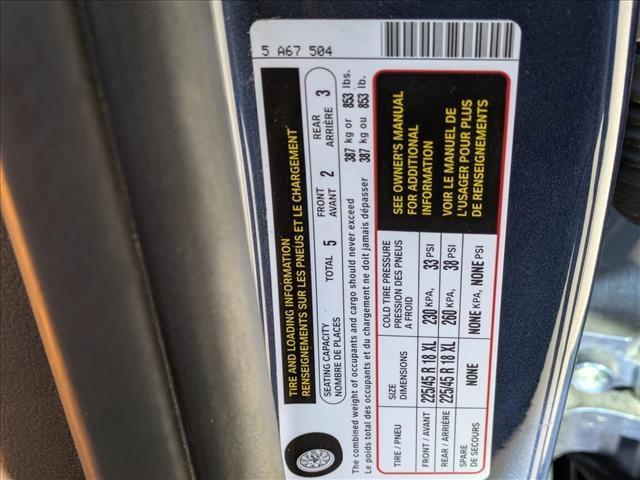 5 A67 504
TIRE AND LOADING INFORMATION
RENSEIGNEMENTS SUR LES PNEUS ET LE CHARGEMENT
SEATING CAPACITY
NOMBRE DE PLACES
TOTAL 5
FRONT
AVANT 2
REAR
ARRIÈRE 3
The combined weight of occupants and cargo should never exceed 387 kg or 853 lbs.
Le poids total des occupants et du chargement ne doit jamais dépasser 387 kg ou 853 lb.
TIRE / PNEU
SIZE
DIMENSIONS
COLD TIRE PRESSURE
PRESSION DES PNEUS
A FROID
FRONT / AVANT 225/45 R 18 XL 230 KPA, 33 PSI
REAR / ARRIÈRE 225/45 R 18 XL 260 KPA, 38 PSI
SPARE
DE SECOURS
NONE NONE KPA, NONE PSI
SEE OWNER'S MANUAL
FOR ADDITIONAL
INFORMATION
VOIR LE MANUEL DE
L'USAGER POUR PLUS
DE RENSEIGNEMENTS